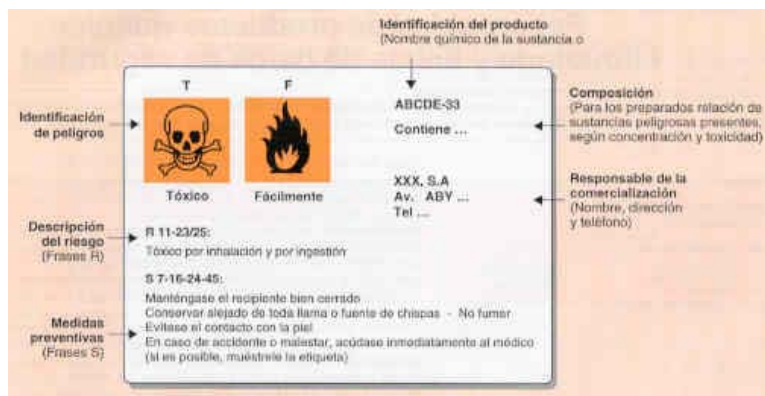 Identificación del producto
(Nombre químico de la sustancia o
T F
ABCDE-33
Contiene ...
Composición
(Para los preparados relación de
sustancias peligrosas presentes,
según concentración y toxicidad)
Identificación
de peligros
Tóxico Fácilmente
XXX, S.A
Av. ABY ...
Tel ...
Responsable de la
comercialización
(Nombre, dirección
y teléfono)
Descripción
del riesgo
(Frases R)
R 11-23/25:
Tóxico por inhalación y por ingestión
S 7-16-24-45:
Manténgase el recipiente bien cerrado
Conservar alejado de toda llama o fuente de chispas - No fumar
Evítese el contacto con la piel
En caso de accidente o malestar, acúdase inmediatamente al médico
(si es posible, muéstrele la etiqueta)
Medidas
preventivas
(Frases S)